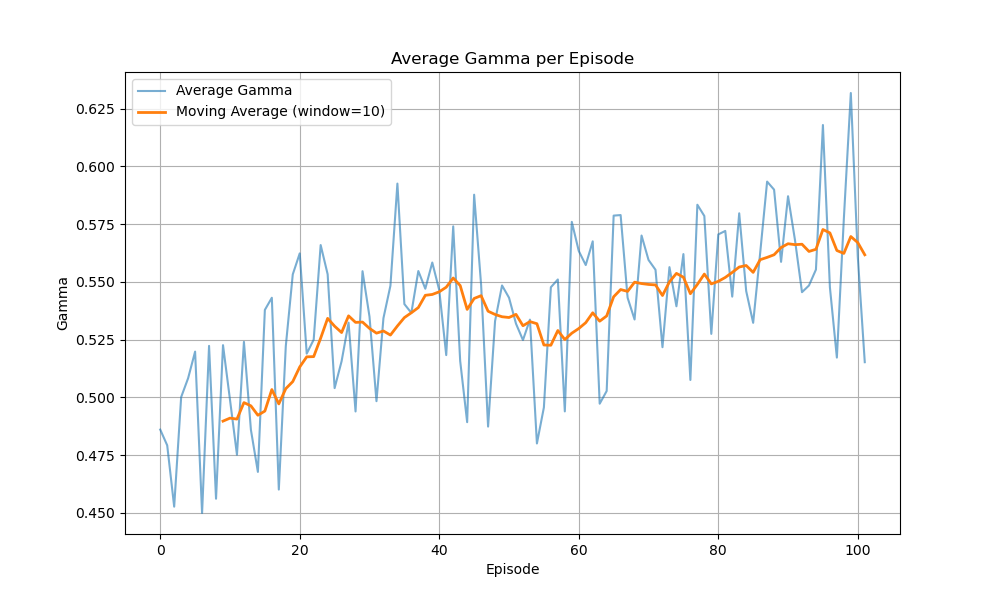 Average Gamma per Episode
Average Gamma
Moving Average (window=10)
0.625
0.600
0.575
0.550
0.525
0.500
0.475
0.450
Gamma
0 20 40 60 80 100
Episode